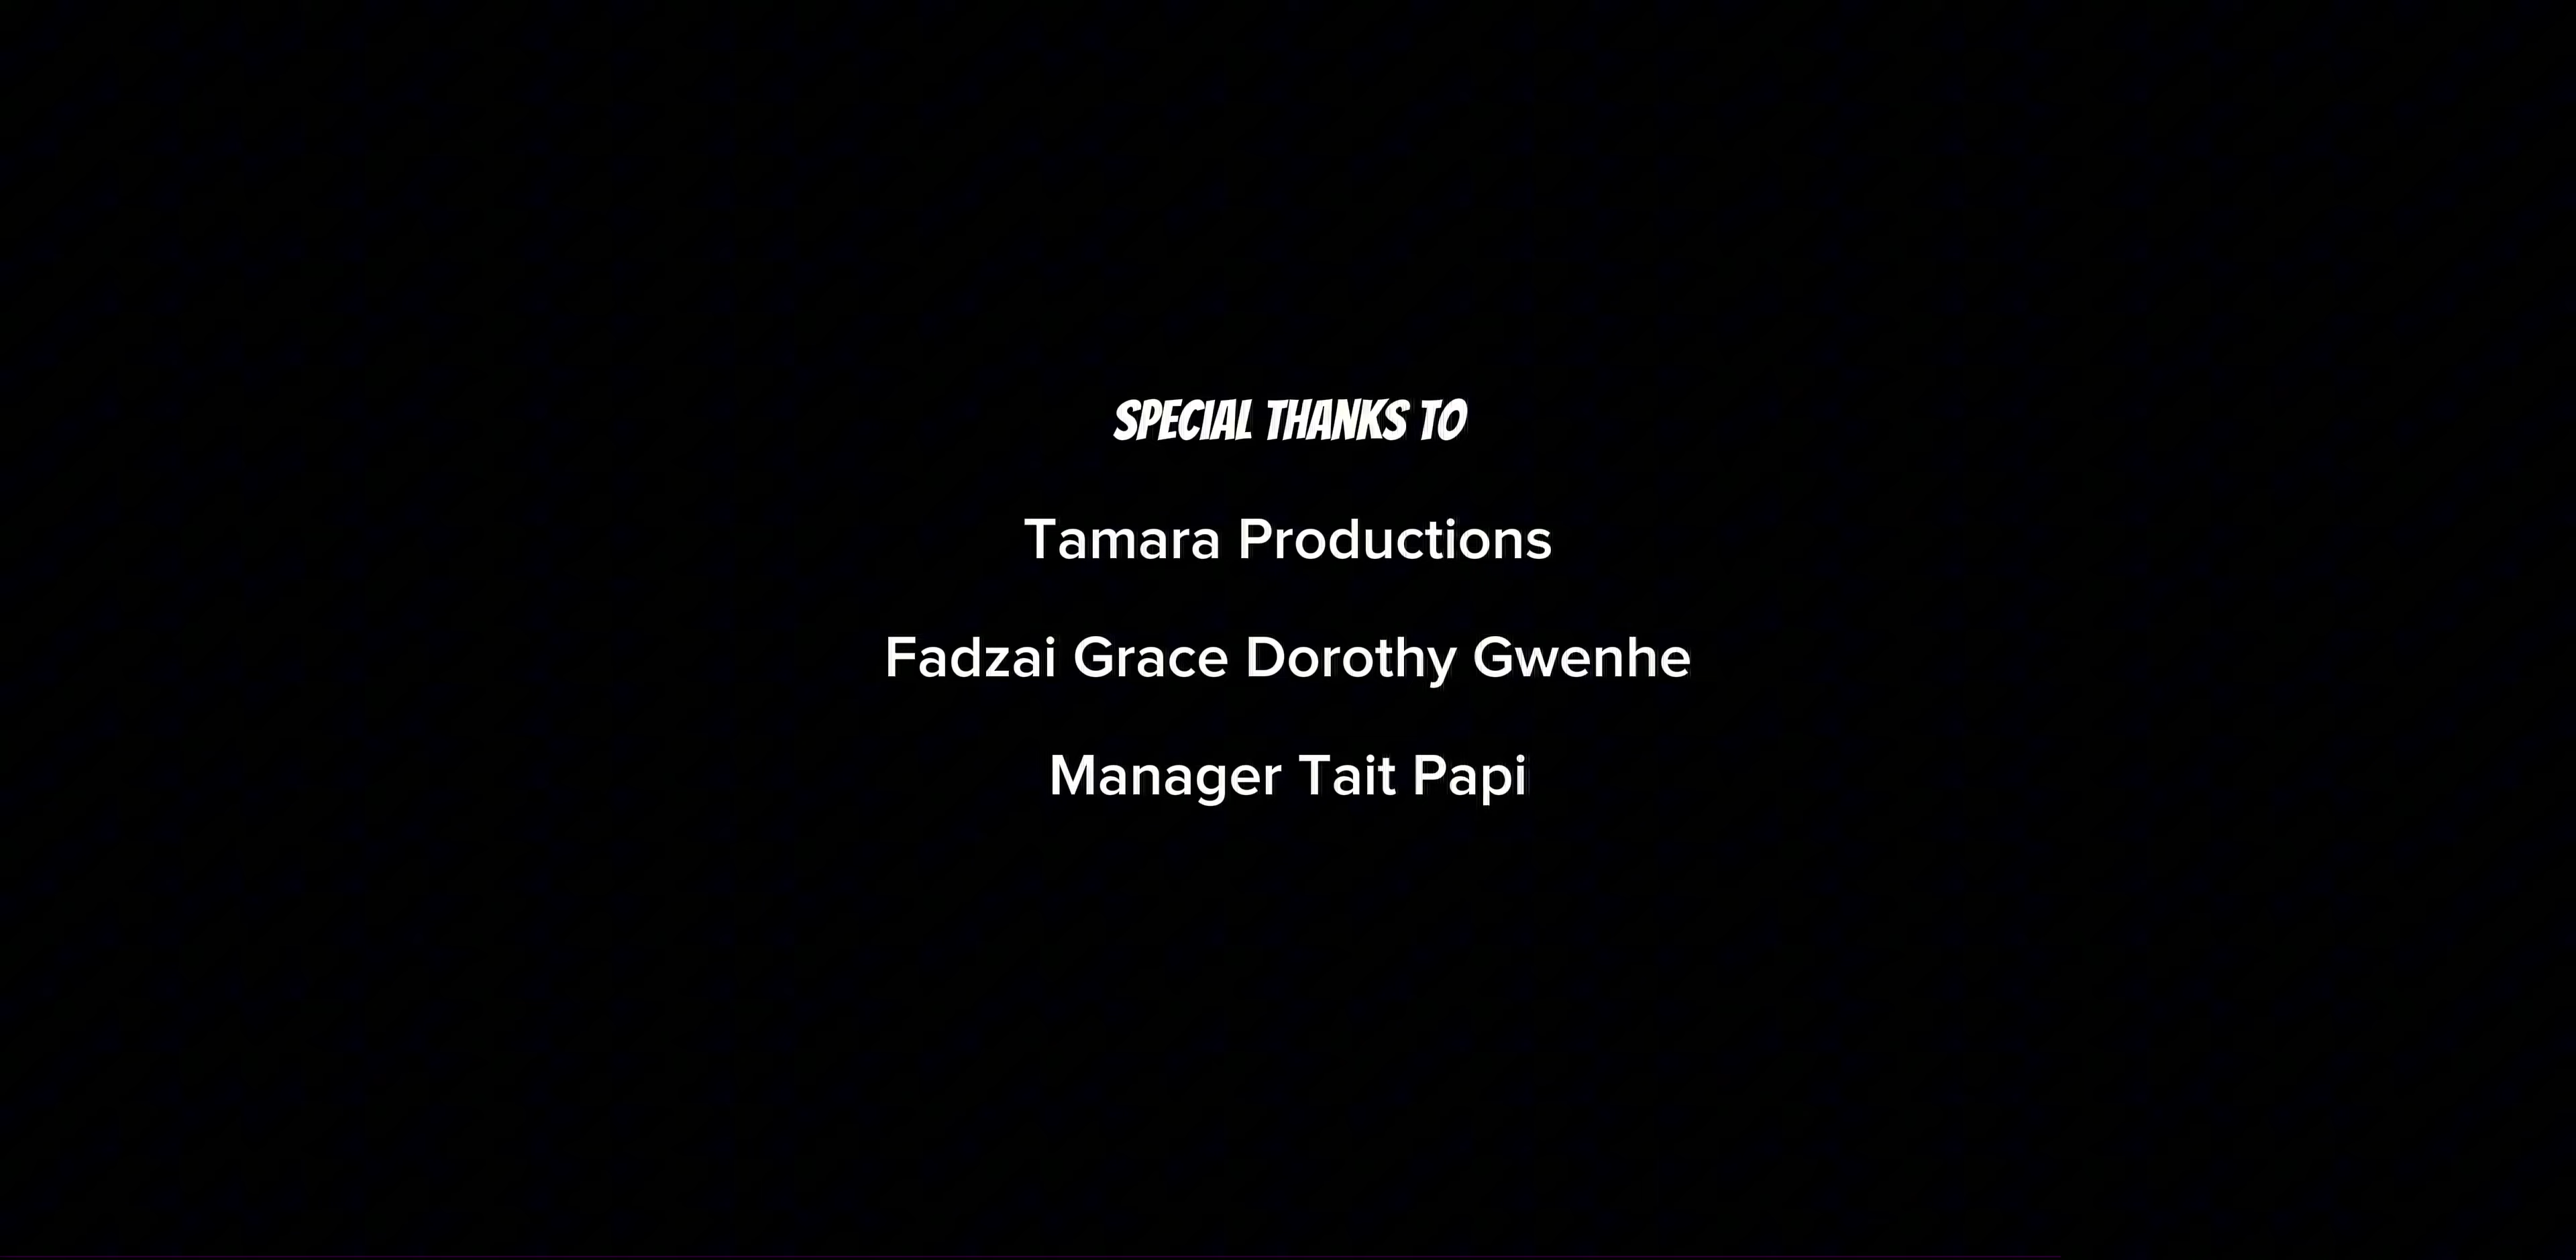 SPECIAL THANKS TO
Tamara Productions
Fadzai Grace Dorothy Gwenhe
Manager Tait Papi